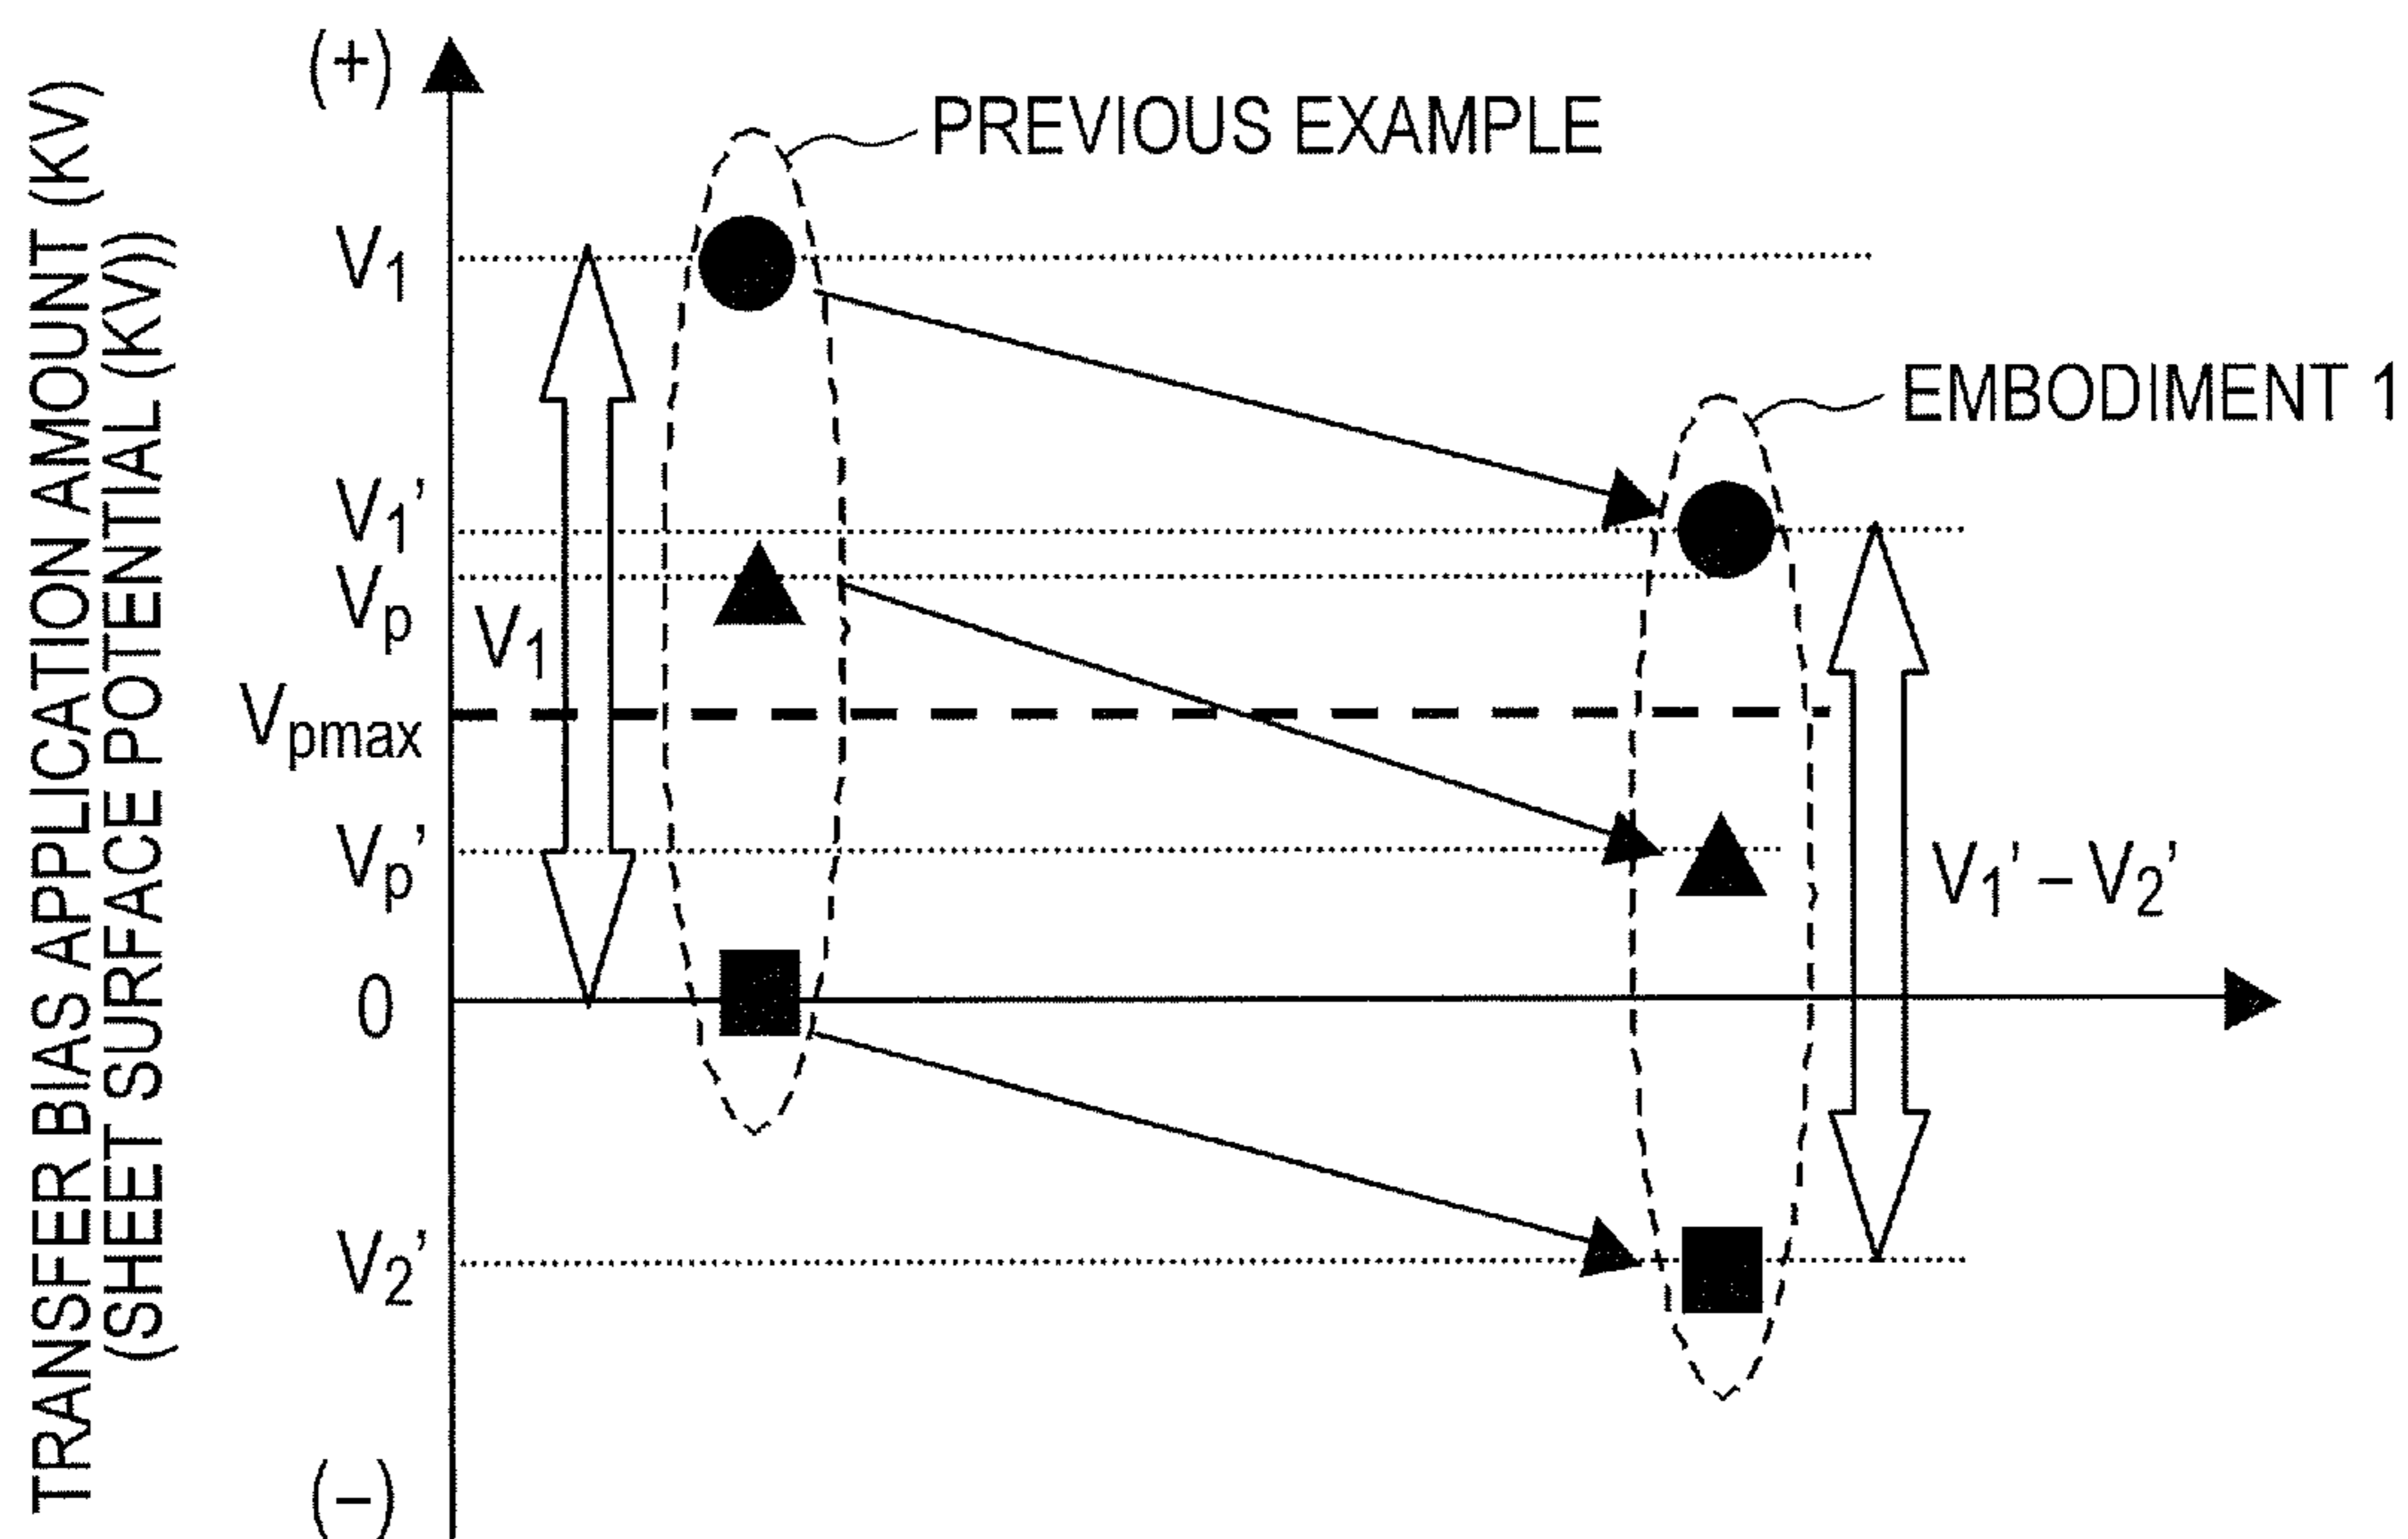 TRANSFER BIAS APPLICATION AMOUNT (KV)
(SHEET SURFACE POTENTIAL (KV))
(+)
PREVIOUS EXAMPLE
V1
EMBODIMENT 1
V1'
Vp
V1
Vpmax
Vp'
V1' – V2'
0
V2'
(–)